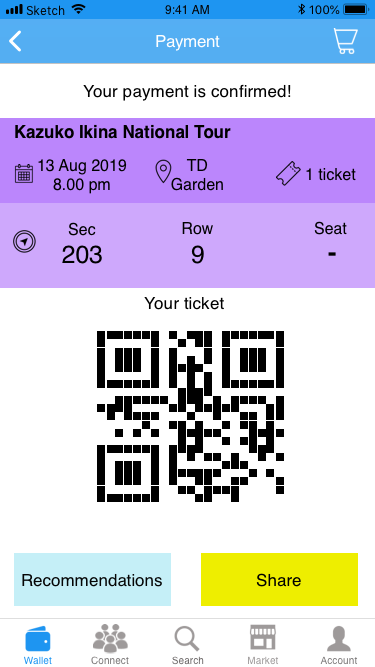 Sketch 9:41 AM 100%
Payment
Your payment is confirmed!
Kazuko Ikina National Tour
13 Aug 2019
8.00 pm
TD
Garden
1 ticket
Sec Row Seat
203 9 -
Your ticket
Recommendations Share
Wallet Connect Search Market Account